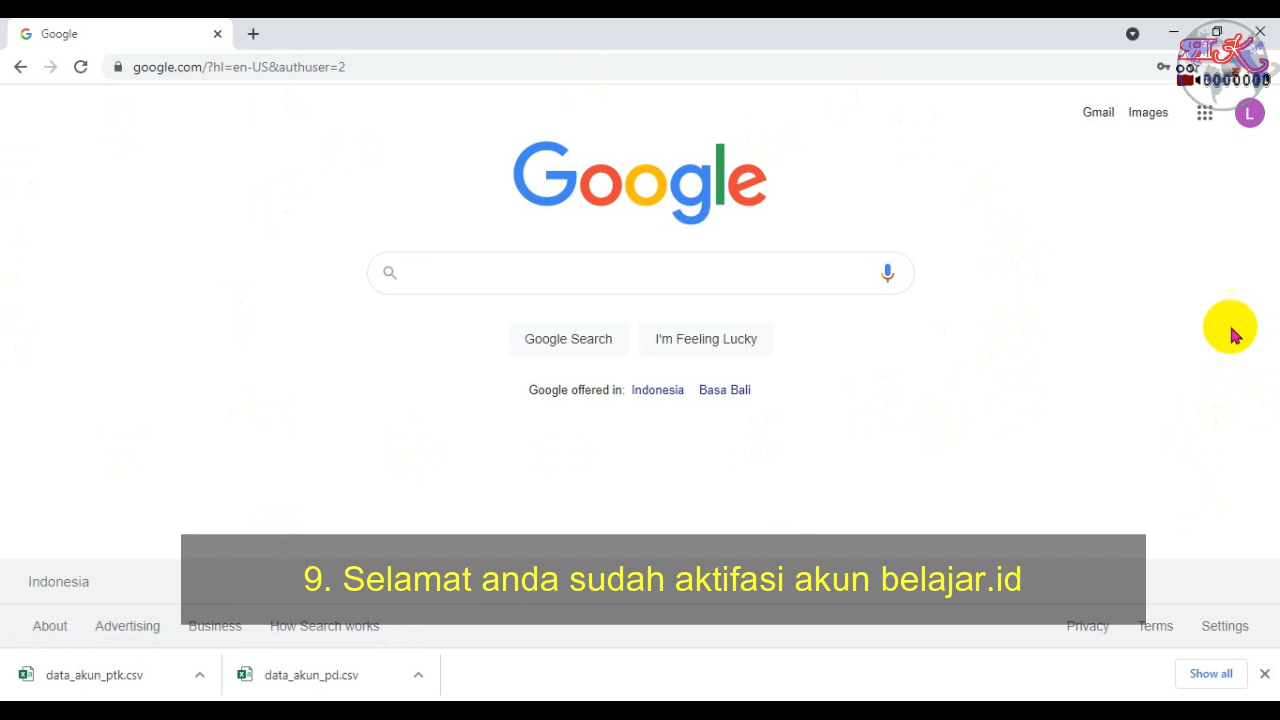 Google
google.com/?hl=en-US&authuser=2
Gmail Images L
Google
Google Search I'm Feeling Lucky
Google offered in: Indonesia Basa Bali
9. Selamat anda sudah aktifasi akun belajar.id
Indonesia
About Advertising Business How Search works Privacy Terms Settings
data_akun_ptk.csv data_akun_pd.csv Show all